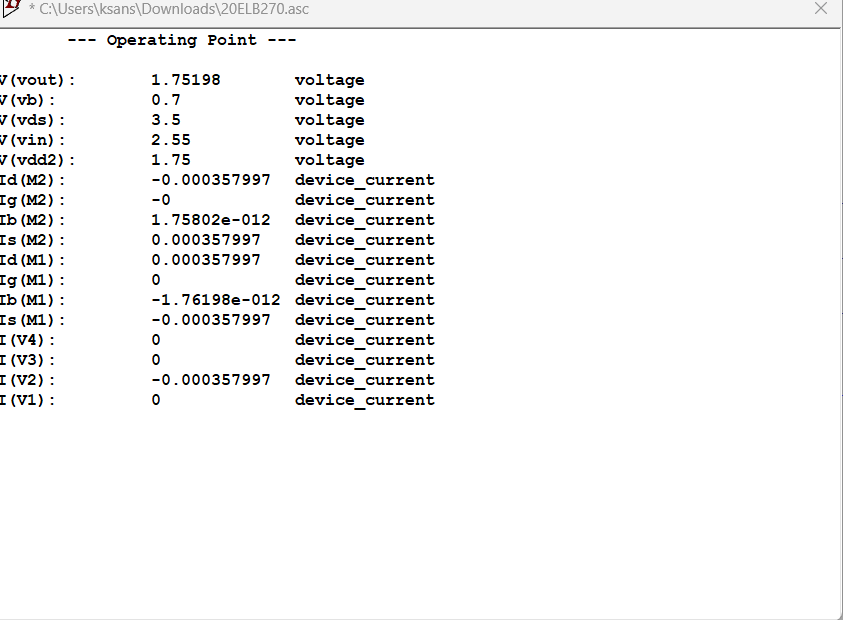 * C:\Users\ksans\Downloads\20ELB270.asc
--- Operating Point ---
V(vout): 1.75198 voltage
V(vb): 0.7 voltage
V(vds): 3.5 voltage
V(vin): 2.55 voltage
V(vdd2): 1.75 voltage
Id(M2): -0.000357997 device_current
Ig(M2): -0 device_current
Ib(M2): 1.75802e-012 device_current
Is(M2): 0.000357997 device_current
Id(M1): 0.000357997 device_current
Ig(M1): 0 device_current
Ib(M1): -1.76198e-012 device_current
Is(M1): -0.000357997 device_current
I(V4): 0 device_current
I(V3): 0 device_current
I(V2): -0.000357997 device_current
I(V1): 0 device_current